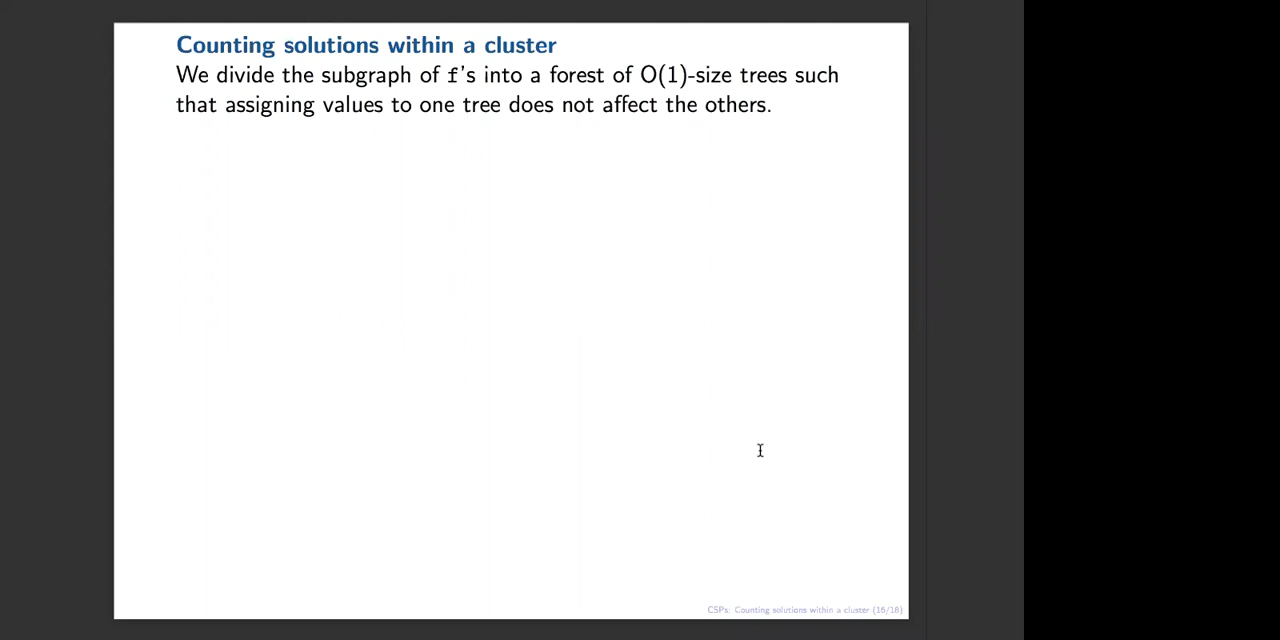 Counting solutions within a cluster
We divide the subgraph of f's into a forest of O(1)-size trees such
that assigning values to one tree does not affect the others.
CSPs: Counting solutions within a cluster (16/18)